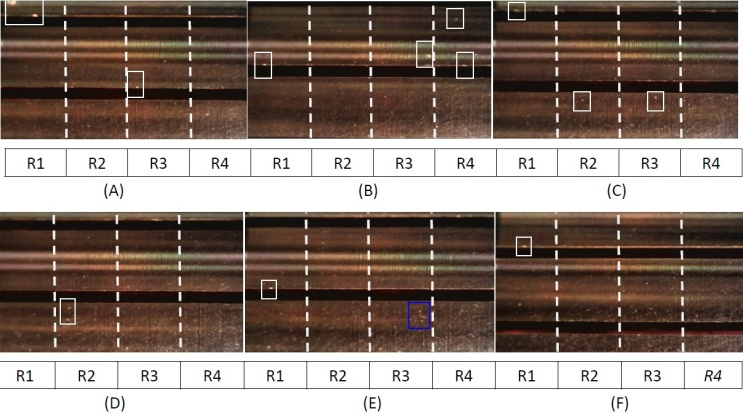 R1 R2 R3 R4 R1 R2 R3 R4 R1 R2 R3 R4
(A) (B) (C)
R1 R2 R3 R4 R1 R2 R3 R4 R1 R2 R3 R4
(D) (E) (F)